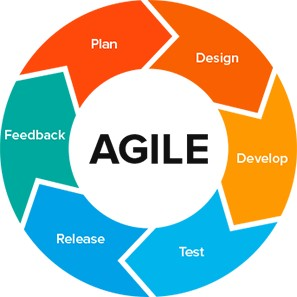 Plan
Design
Develop
Test
Release
Feedback
AGILE